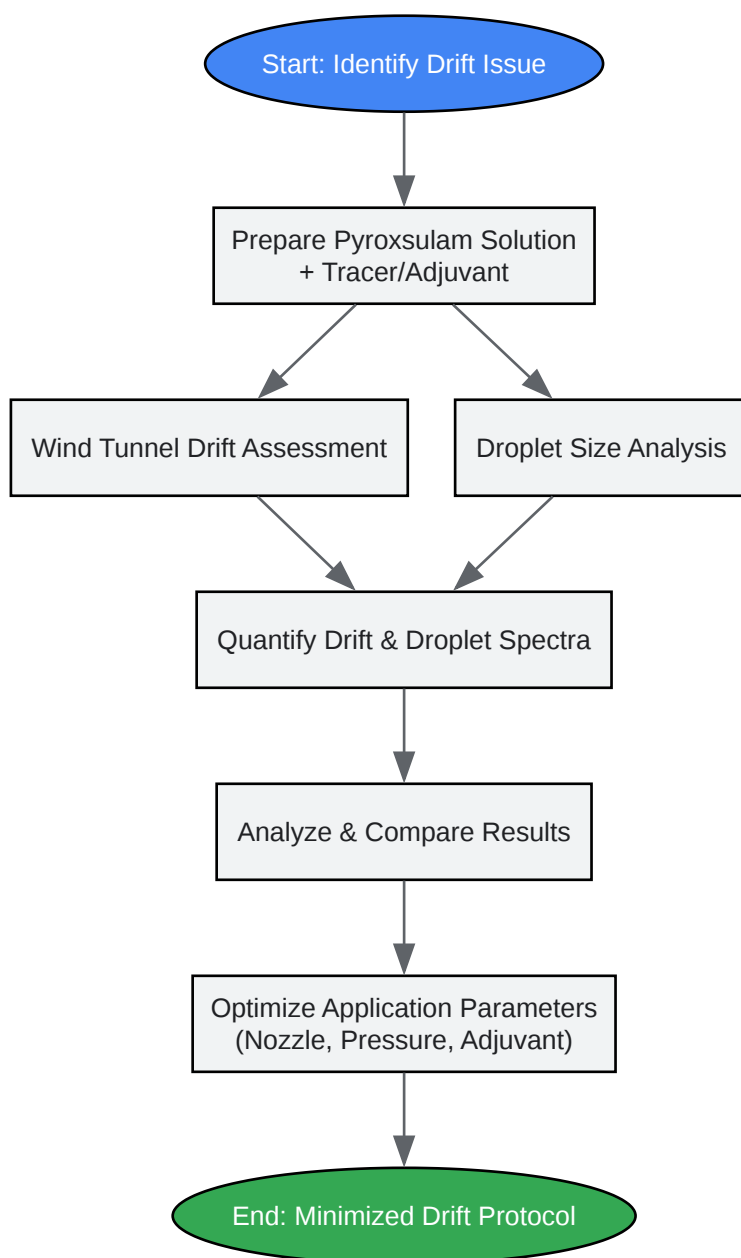 Start: Identify Drift Issue
Prepare Pyroxsulam Solution
+ Tracer/Adjuvant
Wind Tunnel Drift Assessment
Droplet Size Analysis
Quantify Drift & Droplet Spectra
Analyze & Compare Results
Optimize Application Parameters
(Nozzle, Pressure, Adjuvant)
End: Minimized Drift Protocol